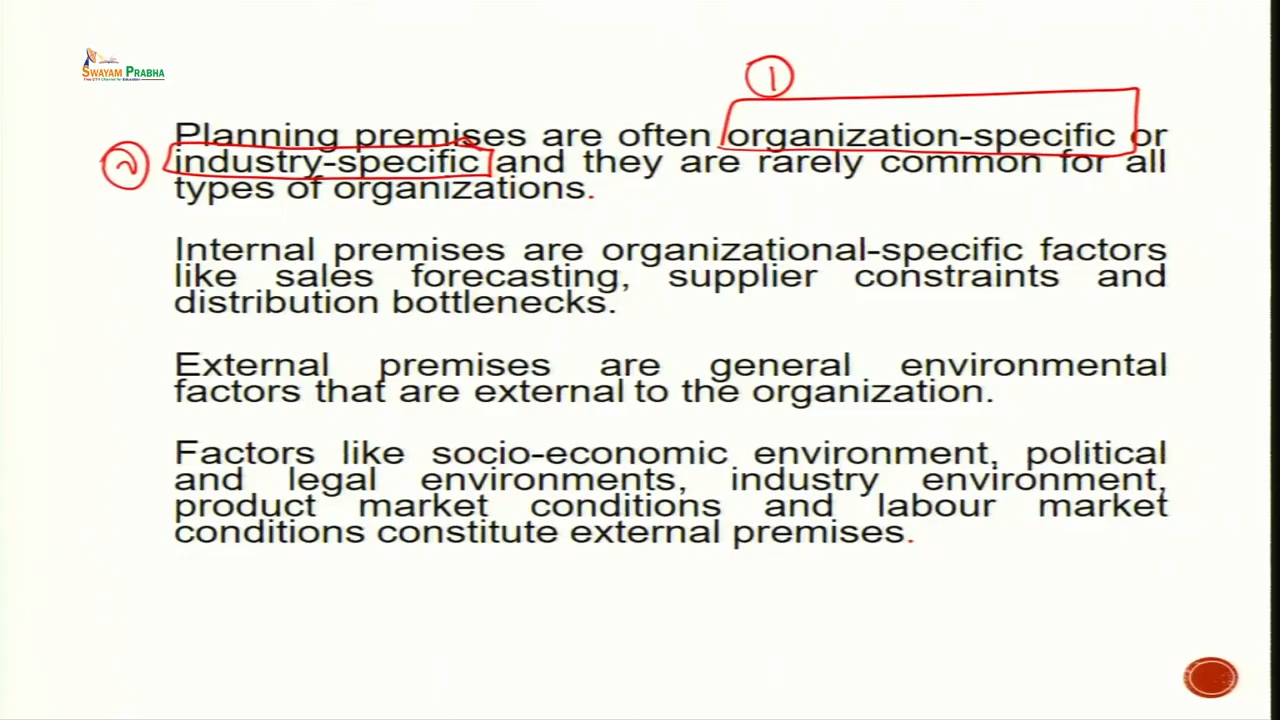 SWAYAM PRABHA
1
Planning premises are often organization-specific or
2
industry-specific and they are rarely common for all
types of organizations.
Internal premises are organizational-specific factors
like sales forecasting, supplier constraints and
distribution bottlenecks.
External premises are general environmental
factors that are external to the organization.
Factors like socio-economic environment, political
and legal environments, industry environment,
product market conditions and labour market
conditions constitute external premises.